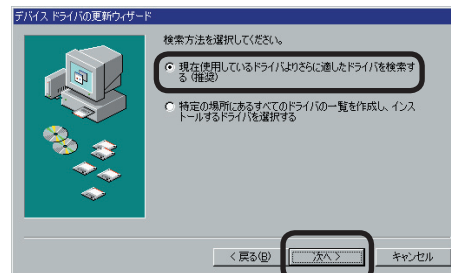 デバイス ドライバの更新ウィザード
検索方法を選択してください。
現在使用しているドライバよりさらに適したドライバを検索す
る (推奨)
特定の場所にあるすべてのドライバの一覧を作成し、インス
トールするドライバを選択する
< 戻る(B)
次へ >
キャンセル